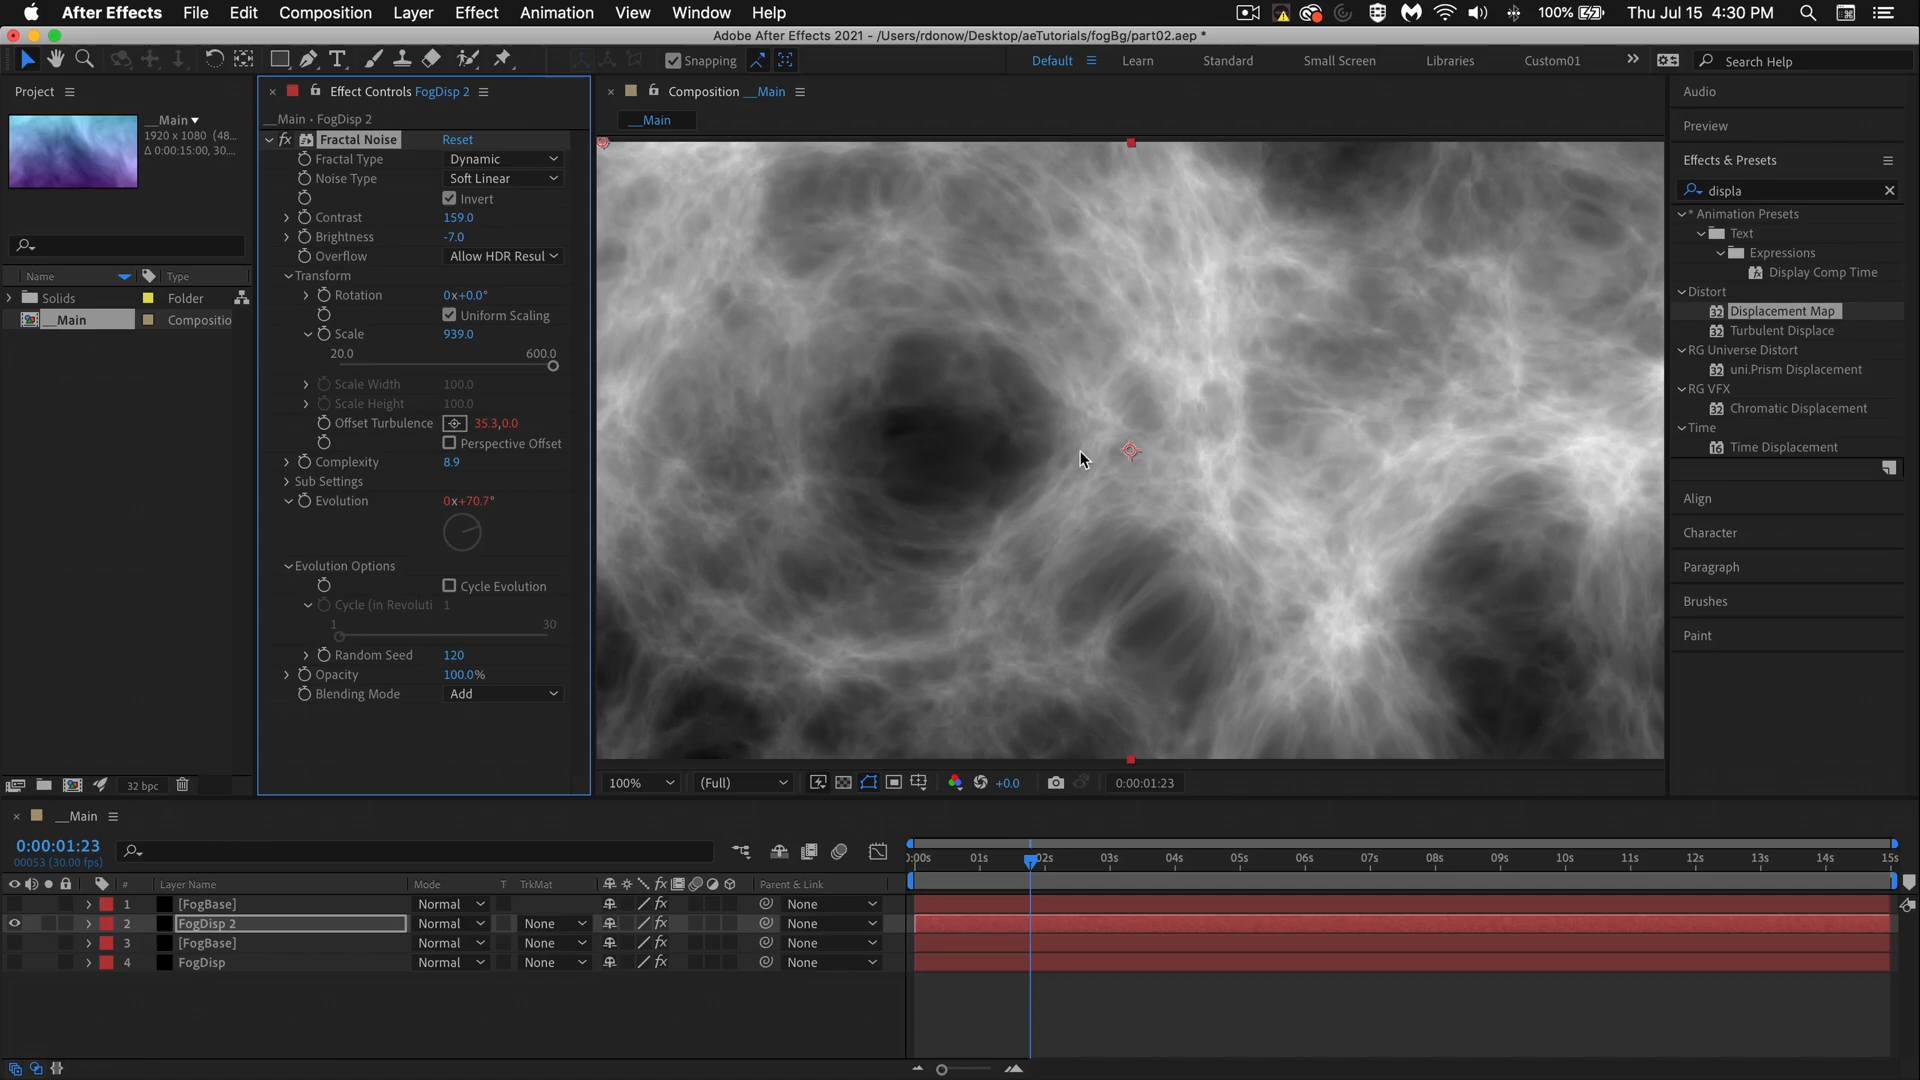 After Effects File Edit Composition Layer Effect Animation View Window Help 100% Thu Jul 15 4:30 PM
Adobe After Effects 2021 - /Users/rdonow/Desktop/aeTutorials/fogBg/part02.aep *
Snapping Default Learn Standard Small Screen Libraries Custom01 Search Help
Project
__Main
1920 x 1080 (48...
Δ 0:00:15:00, 30....
Name Type
Solids Folder
__Main Compositio
32 bpc
Effect Controls FogDisp 2
__Main • FogDisp 2
fx Fractal Noise Reset
Fractal Type Dynamic
Noise Type Soft Linear
Invert
Contrast 159.0
Brightness -7.0
Overflow Allow HDR Resul
Transform
Rotation 0x+0.0°
Uniform Scaling
Scale 939.0
20.0 600.0
Scale Width 100.0
Scale Height 100.0
Offset Turbulence 35.3,0.0
Perspective Offset
Complexity 8.9
Sub Settings
Evolution 0x+70.7°
Evolution Options
Cycle Evolution
Cycle (in Revoluti 1
1 30
Random Seed 120
Opacity 100.0%
Blending Mode Add
Composition __Main
__Main
100% (Full) +0.0 0:00:01:23
Audio
Preview
Effects & Presets
displa
* Animation Presets
Text
Expressions
Display Comp Time
Distort
32 Displacement Map
32 Turbulent Displace
RG Universe Distort
32 uni.Prism Displacement
RG VFX
32 Chromatic Displacement
Time
16 Time Displacement
Align
Character
Paragraph
Brushes
Paint
__Main
0:00:01:23
00053 (30.00 fps)
0:00s 01s 02s 03s 04s 05s 06s 07s 08s 09s 10s 11s 12s 13s 14s 15s
# Layer Name Mode T TrkMat fx Parent & Link
1 [FogBase] Normal fx None
2 FogDisp 2 Normal None fx None
3 [FogBase] Normal None fx None
4 FogDisp Normal None fx None